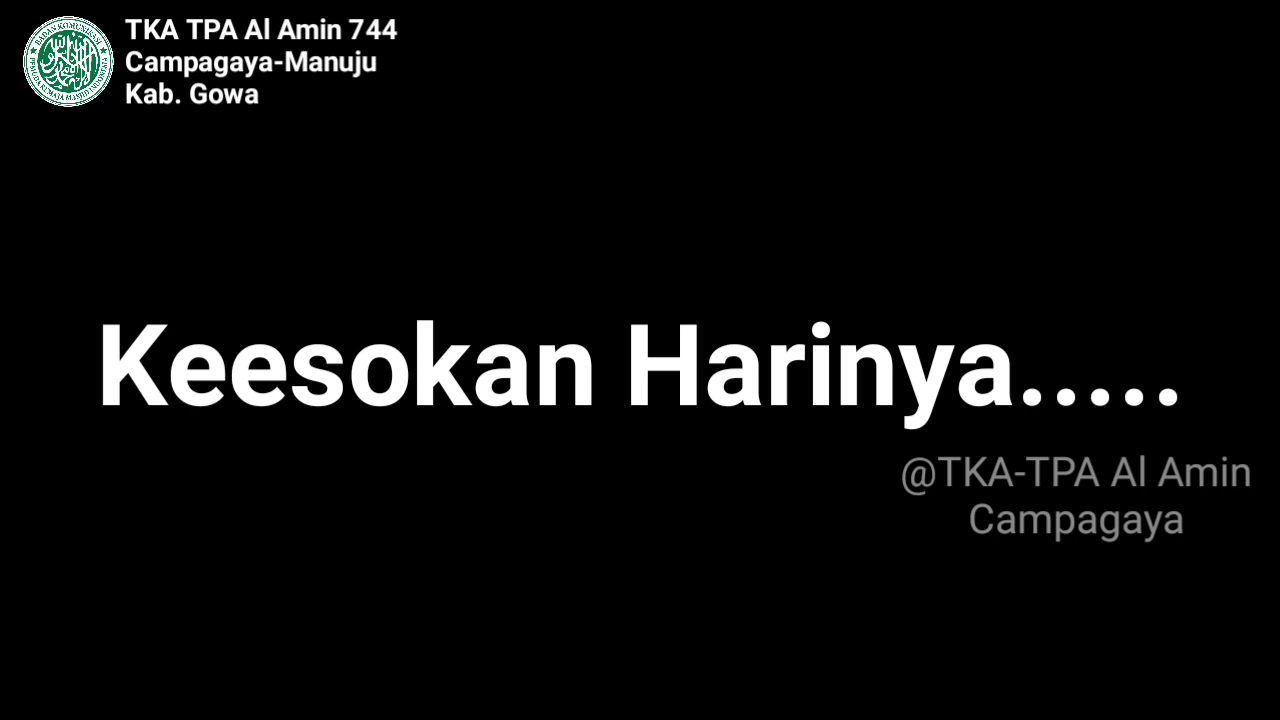 TKA TPA Al Amin 744
Campagaya-Manuju
Kab. Gowa
Keesokan Harinya.....
@TKA-TPA Al Amin
Campagaya